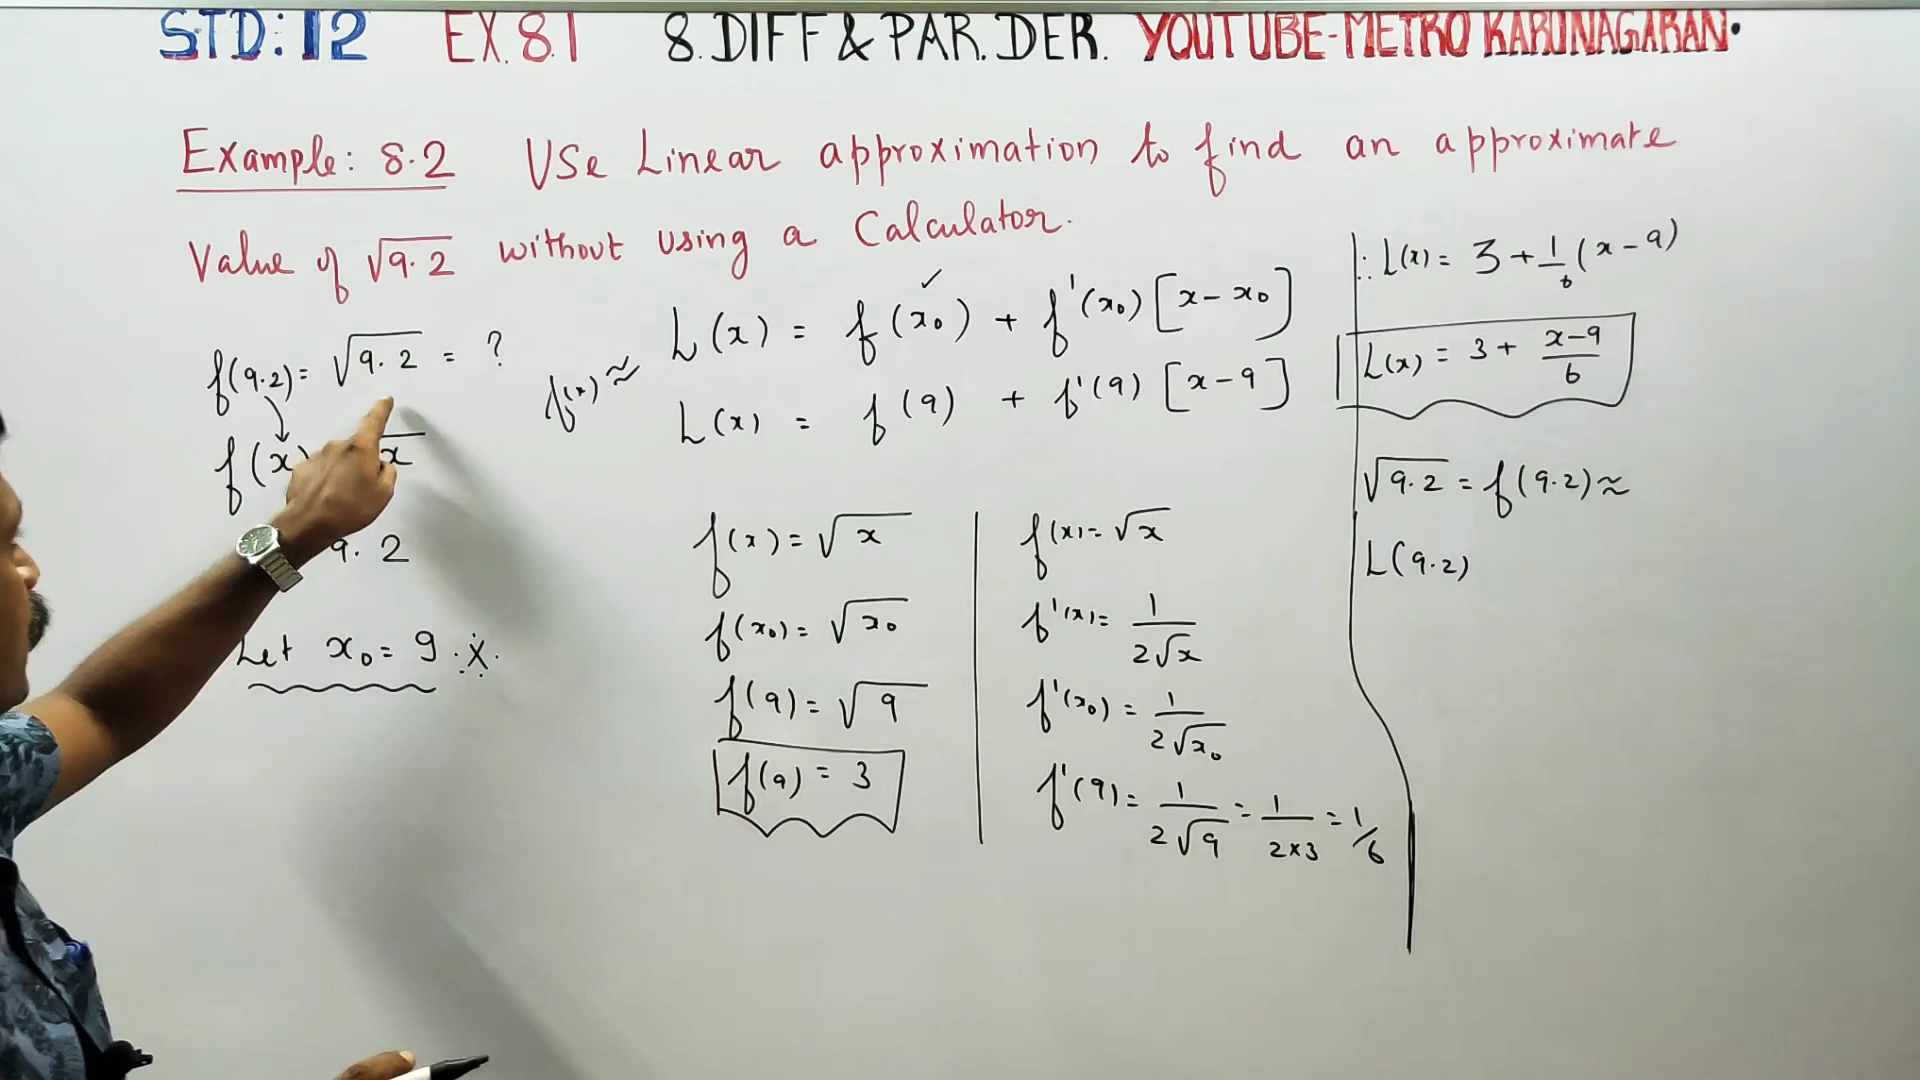 STD: 12 EX. 8.1 8. DIFF & PAR. DER. YOUTUBE-METRO KARUNAGARAN.
Example: 8.2 Use Linear approximation to find an approximate
Value of √9.2 without using a Calculator.
f(9.2) = √9.2 = ?
f(x) √x
9.2
Let x₀ = 9
f(x) ≈ L(x) = f(x₀) + f'(x₀) [x - x₀]
L(x) = f(9) + f'(9) [x - 9]
f(x) = √x
f(x₀) = √x₀
f(9) = √9
f(9) = 3
f(x) = √x
f'(x) = 1/2√x
f'(x₀) = 1/2√x₀
f'(9) = 1/2√9 = 1/2×3 = 1/6
∴ L(x) = 3 + 1/6 (x - 9)
L(x) = 3 + x-9/6
√9.2 = f(9.2) ≈
L(9.2)